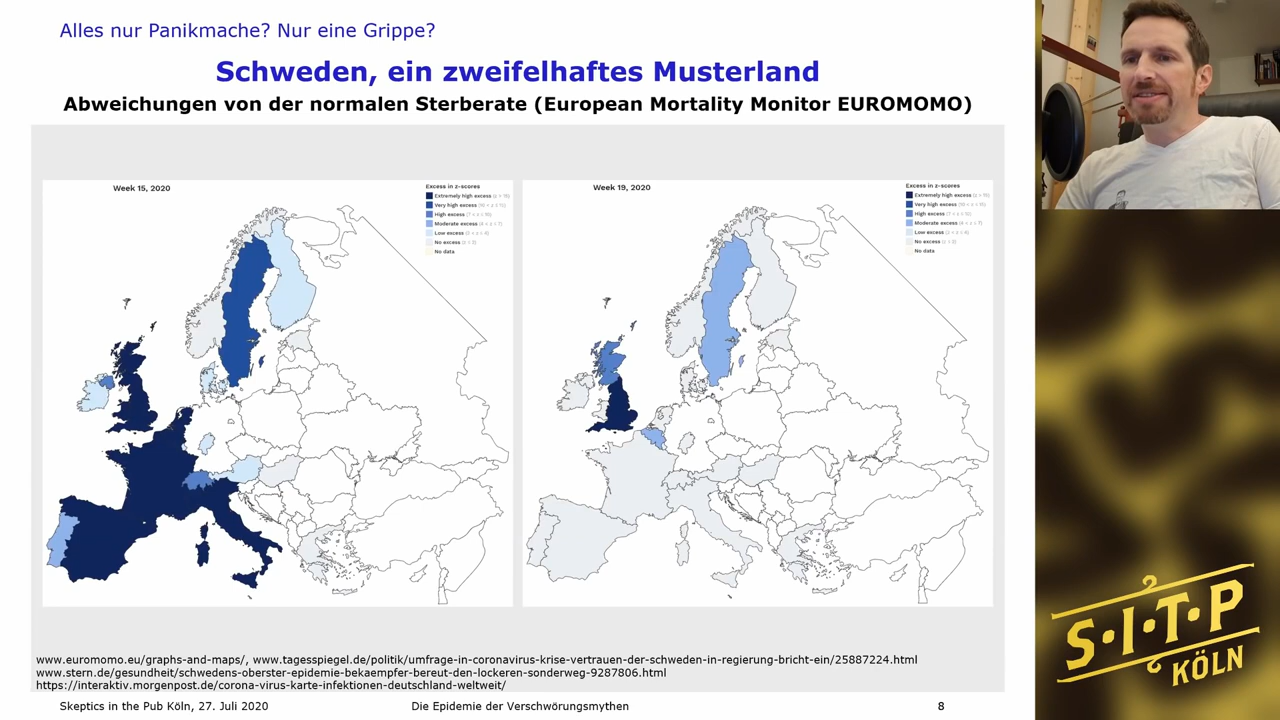 Alles nur Panikmache? Nur eine Grippe?
Schweden, ein zweifelhaftes Musterland
Abweichungen von der normalen Sterberate (European Mortality Monitor EUROMOMO)
Week 15, 2020
Excess in z-scores
Extremely high excess
Very high excess
High excess
Moderate excess
Low excess
No excess
No data
Week 19, 2020
Excess in z-scores
Extremely high excess
Very high excess
High excess
Moderate excess
Low excess
No excess
No data
www.euromomo.eu/graphs-and-maps/, www.tagesspiegel.de/politik/umfrage-in-coronavirus-krise-vertrauen-der-schweden-in-regierung-bricht-ein/25887224.html
www.stern.de/gesundheit/schwedens-oberster-epidemie-bekaempfer-bereut-den-lockeren-sonderweg-9287806.html
https://interaktiv.morgenpost.de/corona-virus-karte-infektionen-deutschland-weltweit/
Skeptics in the Pub Köln, 27. Juli 2020
Die Epidemie der Verschwörungsmythen
8
S·I·T·P
KÖLN